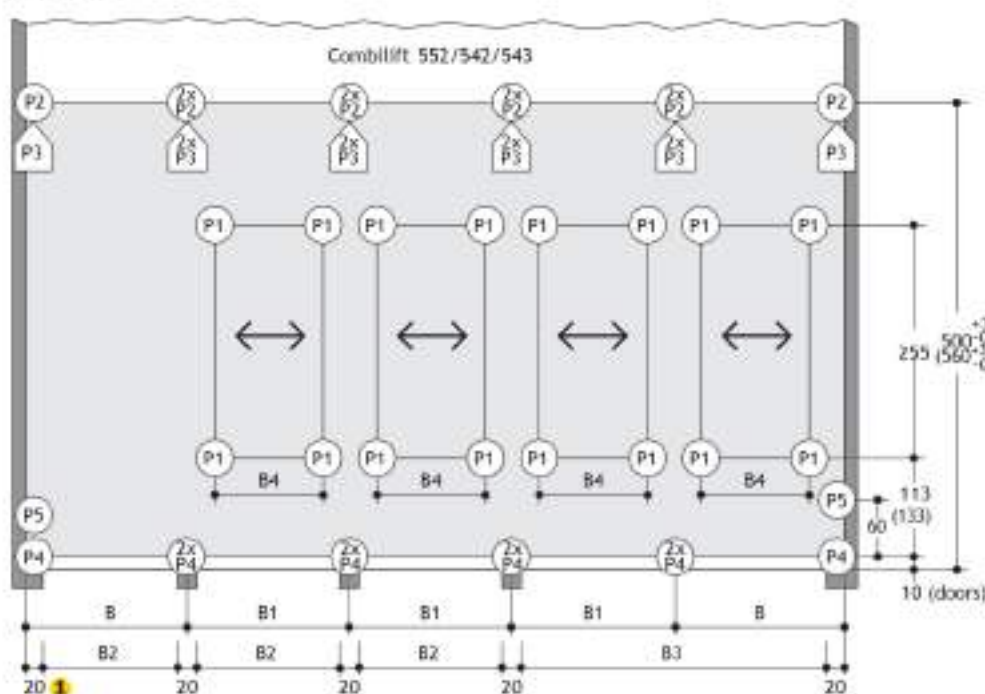 Combilift 552/542/543
P2 2x P2 2x P2 2x P2 2x P2 P2
P3 2x P3 2x P3 2x P3 2x P3 P3
P1 P1 P1 P1 P1 P1 P1 P1
255
500
(560
P1 P1 P1 P1 P1 P1 P1 P1
B4 B4 B4 B4
113
(133)
P5 P5
60
P4 2x P4 2x P4 2x P4 2x P4 P4
10 (doors)
B B1 B1 B1 B
B2 B2 B2 B3
20 1 20 20 20 20